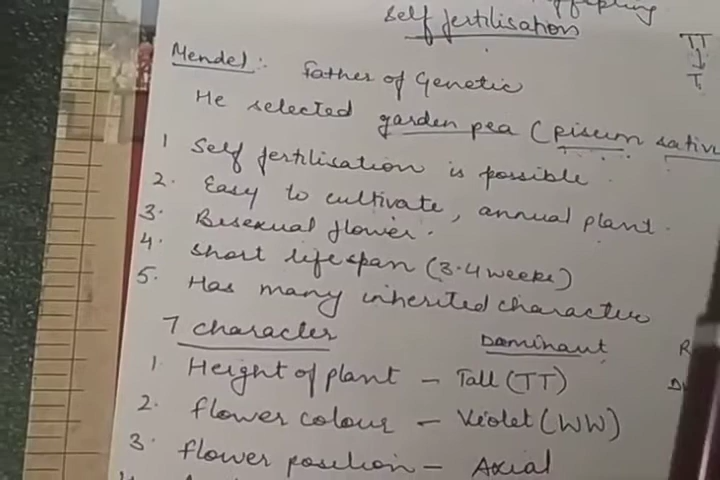 Self fertilisation
TT
T
Mendel: Father of Genetic
He selected garden pea (pisum sativ
1 Self fertilisation is possible
2. Easy to cultivate, annual plant.
3. Bisexual flower.
4. Short life span (3-4 weeks)
5. Has many inherited character
7 character Dominant R
1. Height of plant - Tall (TT) D
2. flower colour - Violet (WW)
3. flower position - Axial